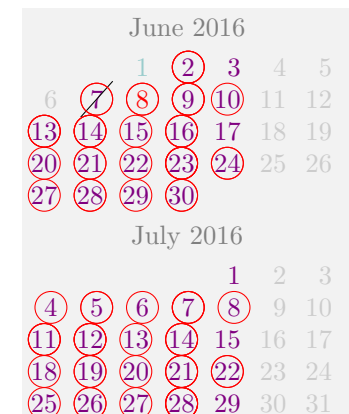 June 2016
1 2 3 4 5
6 7 8 9 10 11 12
13 14 15 16 17 18 19
20 21 22 23 24 25 26
27 28 29 30
July 2016
1 2 3
4 5 6 7 8 9 10
11 12 13 14 15 16 17
18 19 20 21 22 23 24
25 26 27 28 29 30 31